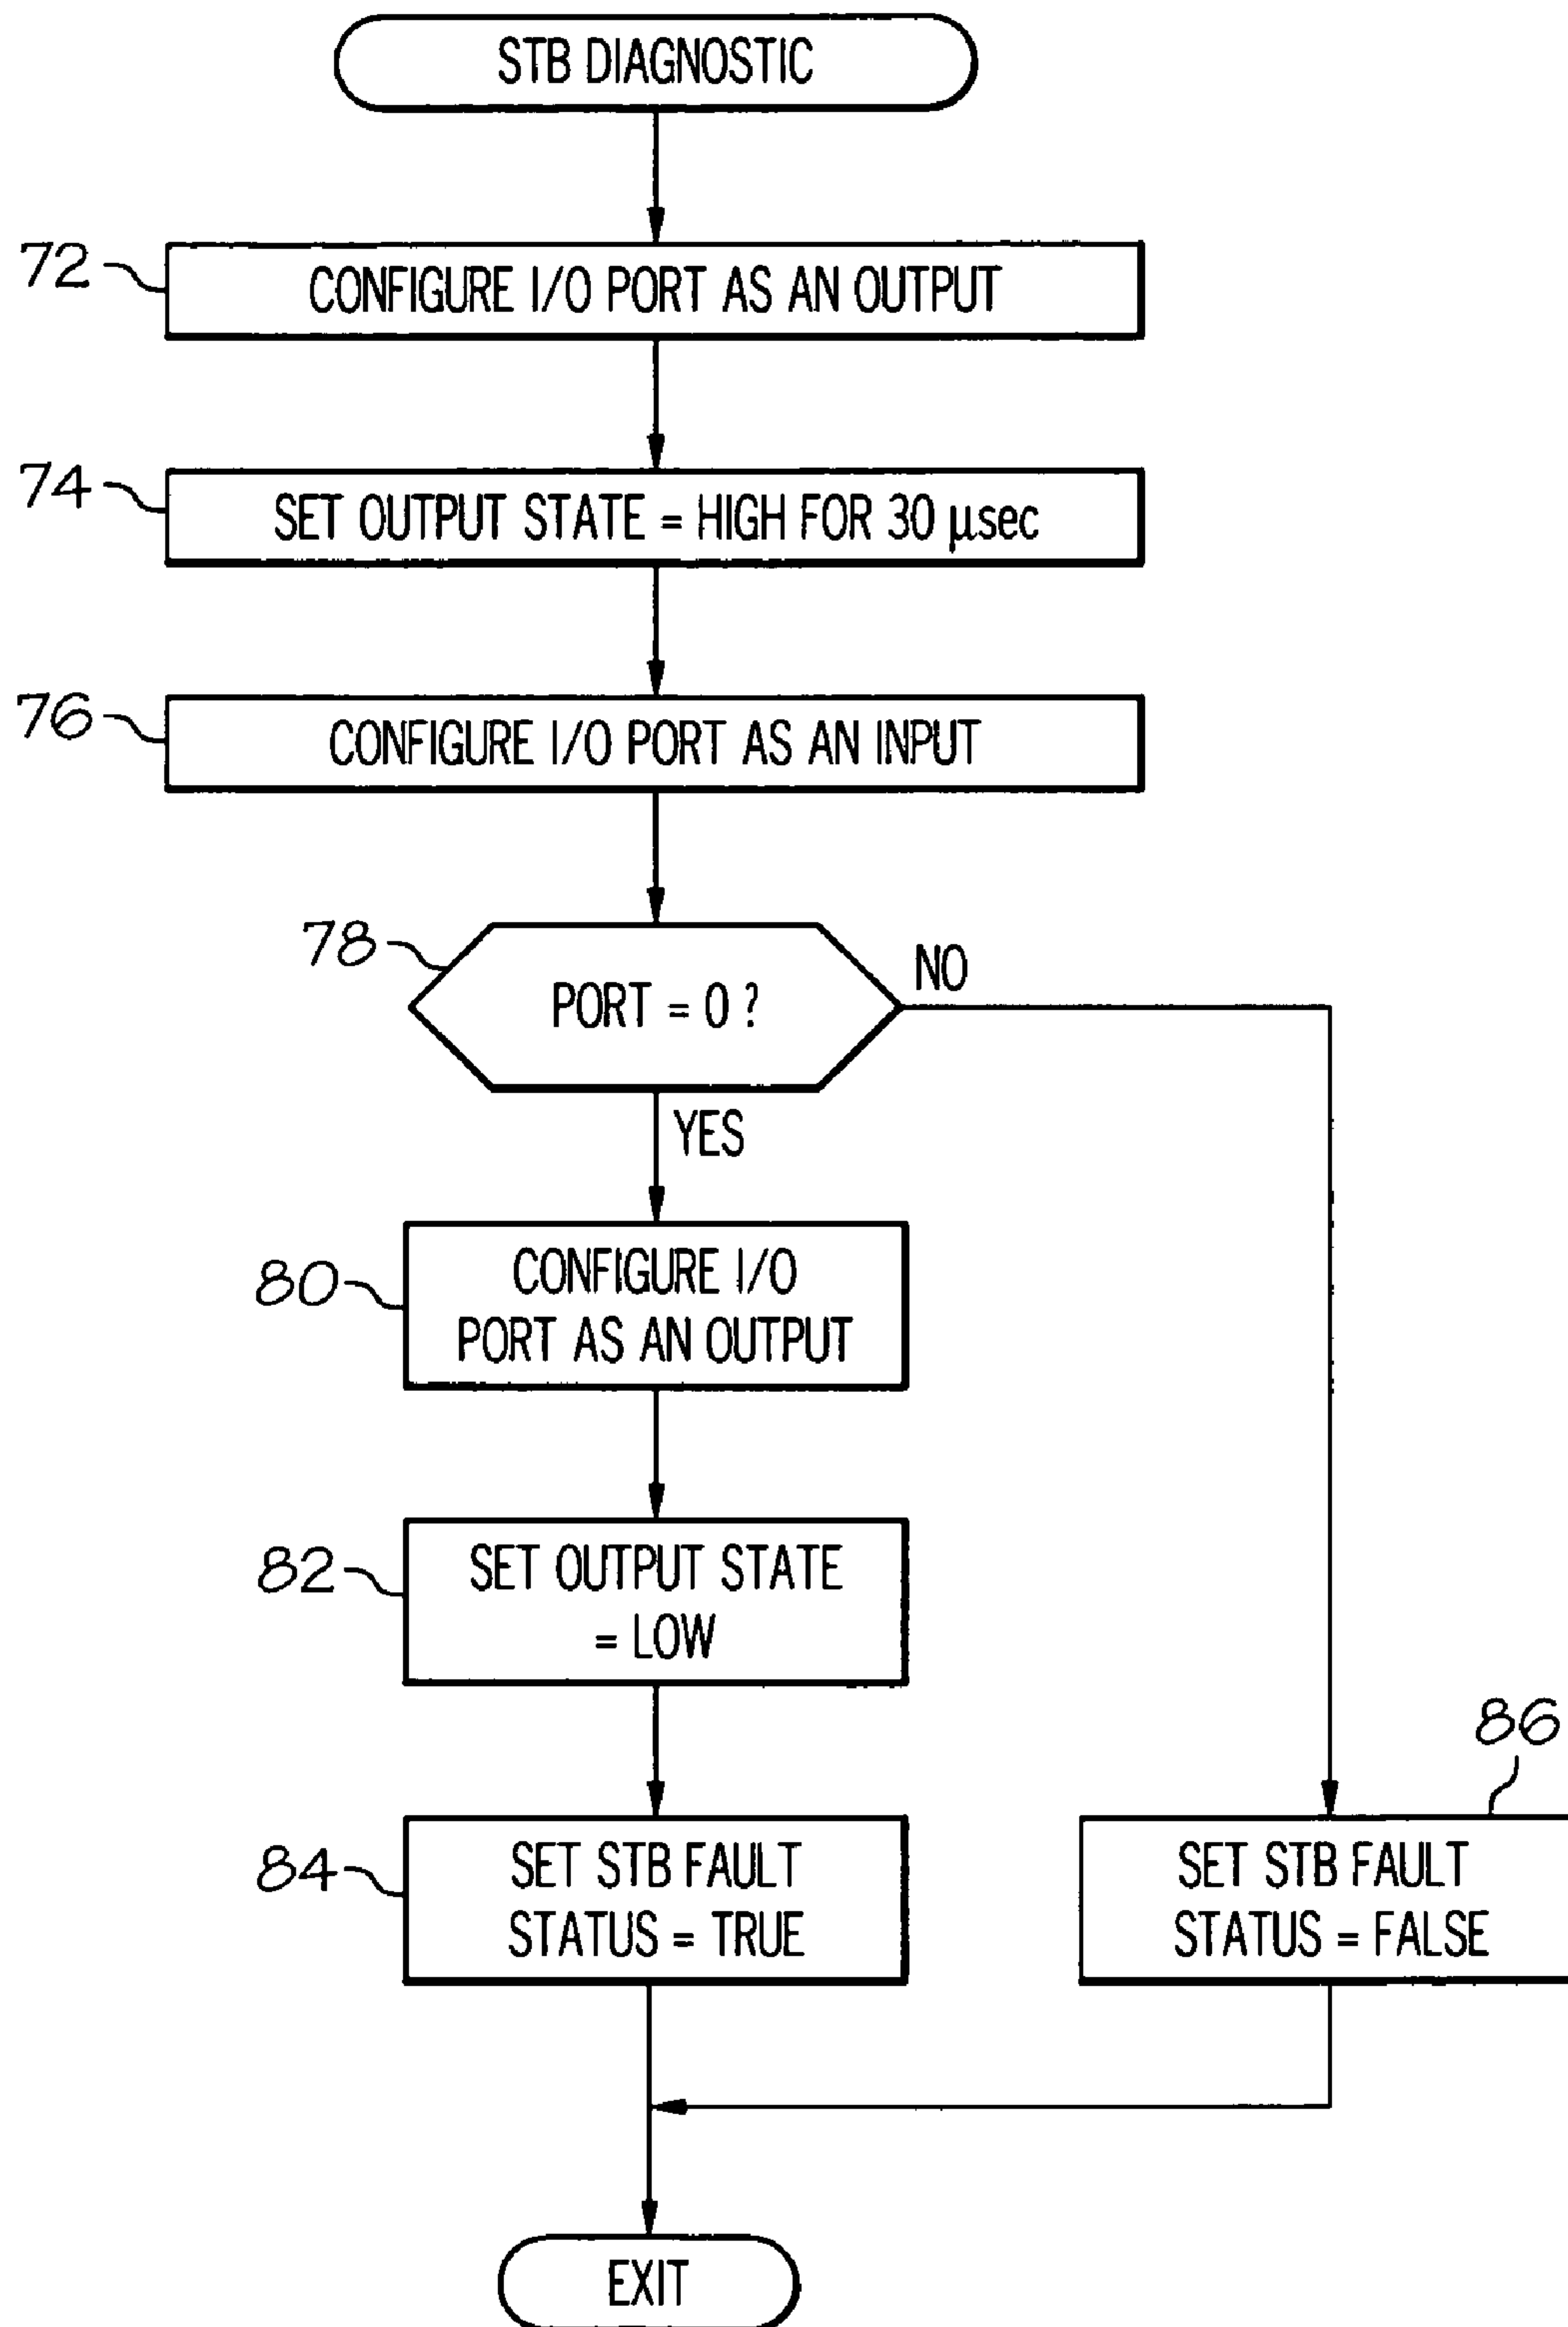 STB DIAGNOSTIC
72
CONFIGURE I/O PORT AS AN OUTPUT
74
SET OUTPUT STATE = HIGH FOR 30 μsec
76
CONFIGURE I/O PORT AS AN INPUT
78
PORT = 0 ?
NO
YES
80
CONFIGURE I/O
PORT AS AN OUTPUT
82
SET OUTPUT STATE
= LOW
84
SET STB FAULT
STATUS = TRUE
86
SET STB FAULT
STATUS = FALSE
EXIT